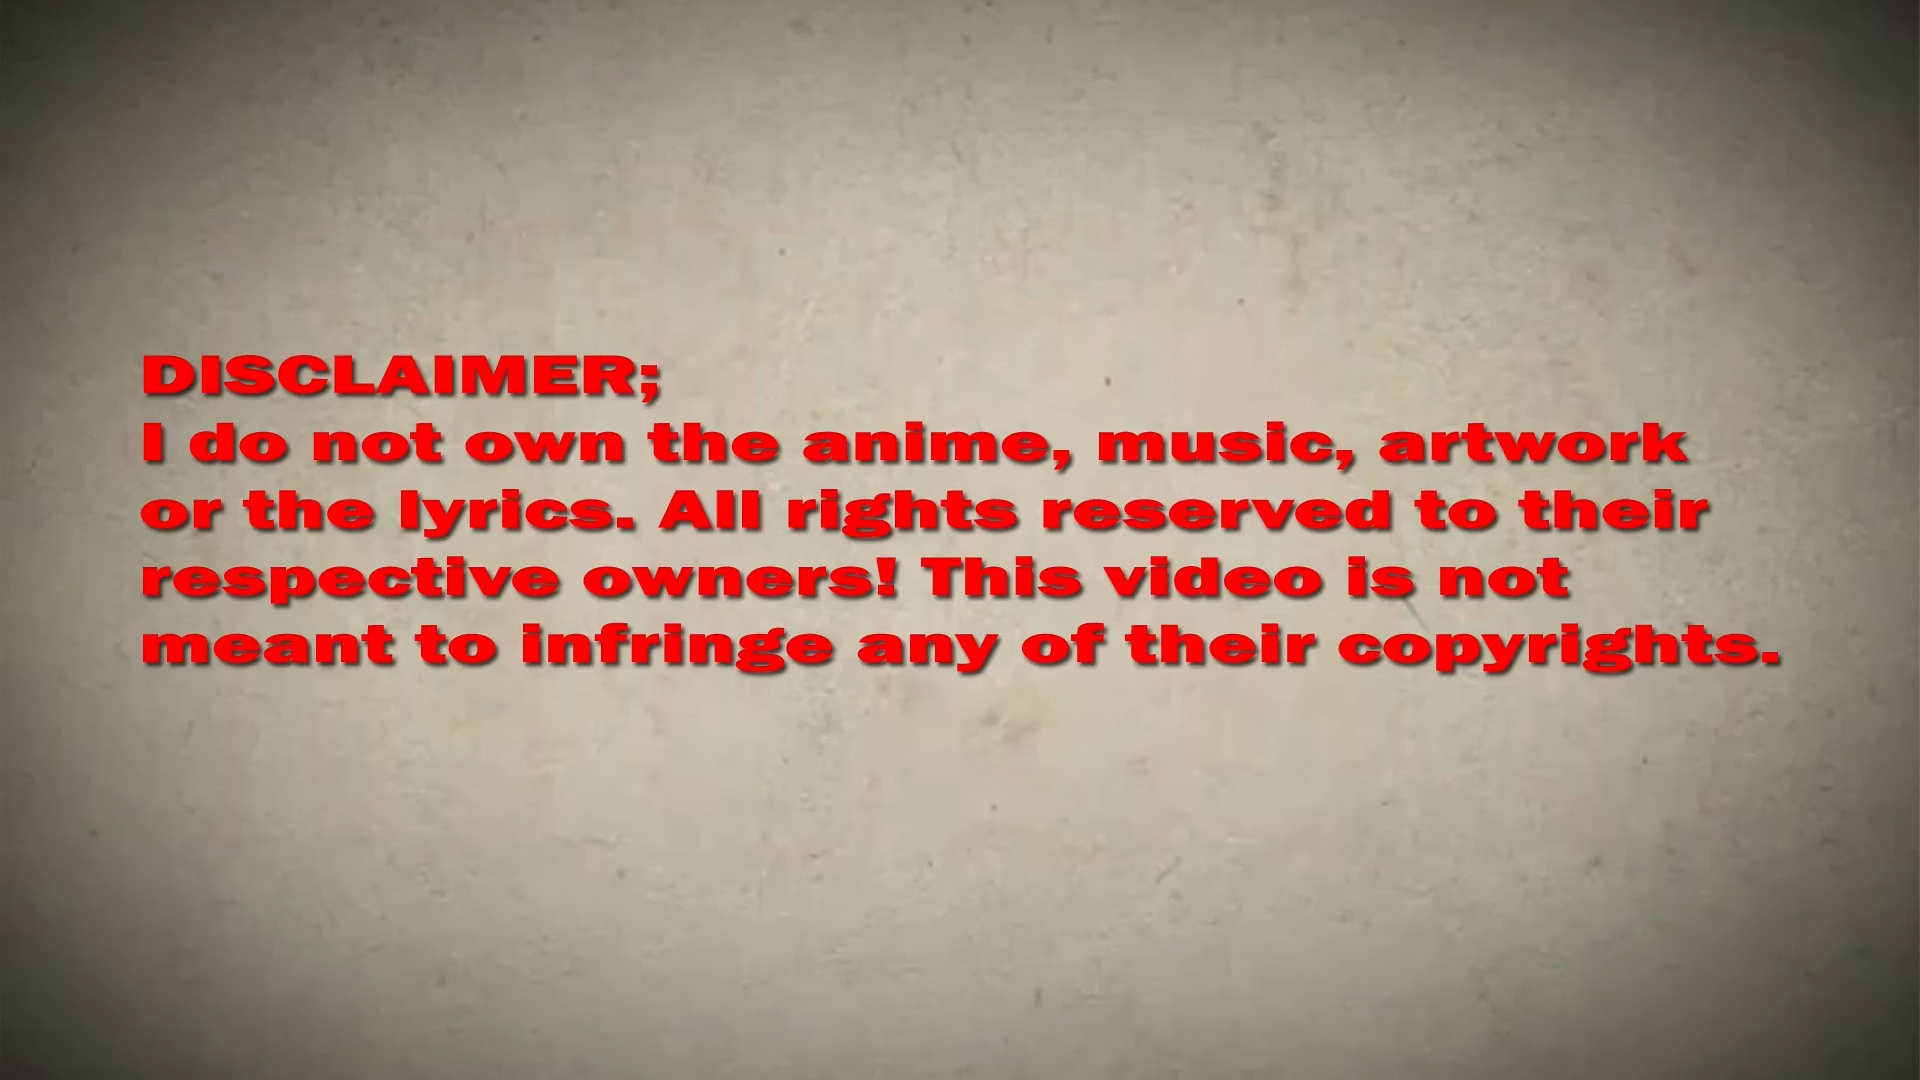 DISCLAIMER;
I do not own the anime, music, artwork
or the lyrics. All rights reserved to their
respective owners! This video is not
meant to infringe any of their copyrights.